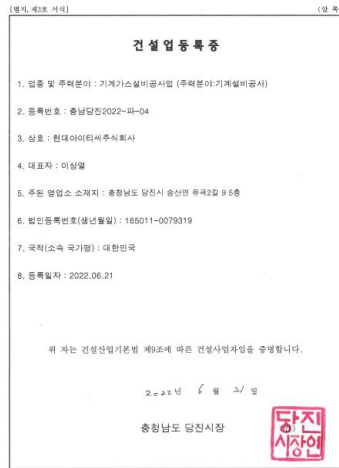 [별지, 제3호 서식] (앞 쪽)
건설업등록증
1. 업종 및 주력분야 : 기계가스설비공사업 (주력분야:기계설비공사)
2. 등록번호 : 충남당진2022-파-04
3. 상호 : 현대아이티씨주식회사
4. 대표자 : 이상열
5. 주된 영업소 소재지 : 충청남도 당진시 송산면 유곡2길 9 5층
6. 법인등록번호(생년월일) : 165011-0079319
7. 국적(소속 국가명) : 대한민국
8. 등록일자 : 2022.06.21
위 자는 건설산업기본법 제9조에 따른 건설사업자임을 증명합니다.
2022년 6 월 21 일
충청남도 당진시장
당진
시장인